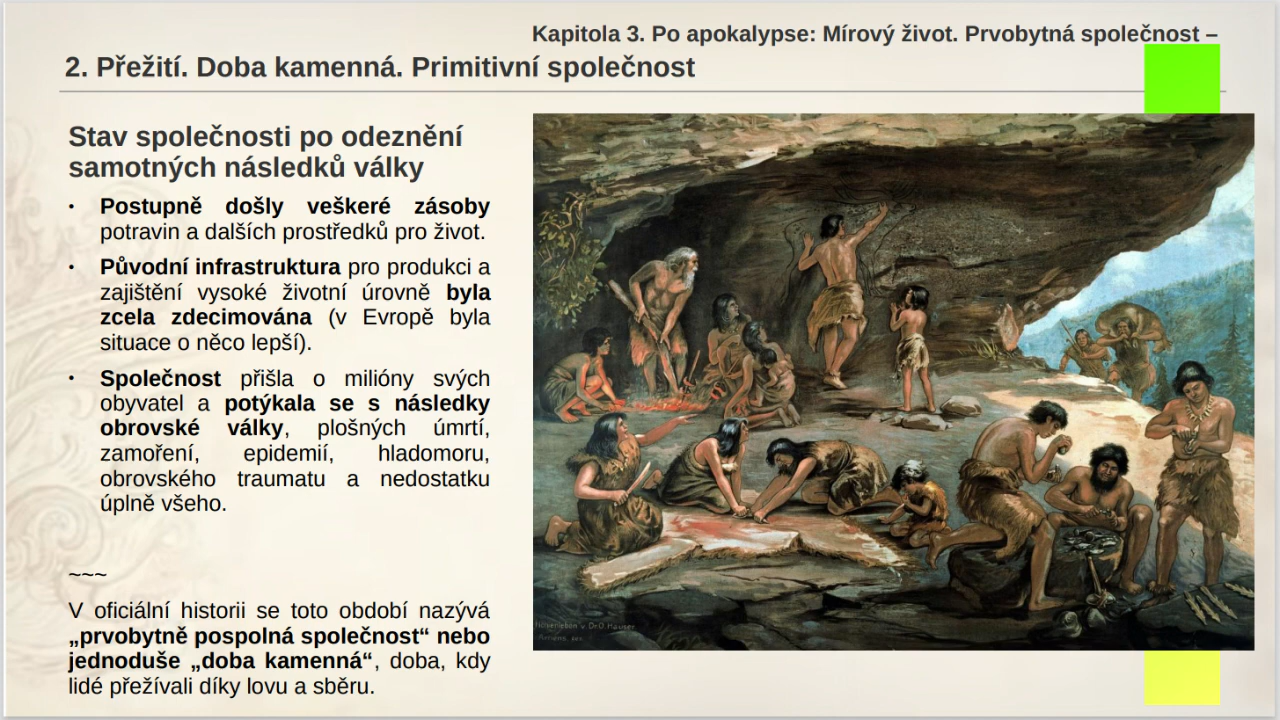 Kapitola 3. Po apokalypse: Mírový život. Prvobytná společnost –
2. Přežití. Doba kamenná. Primitivní společnost
Stav společnosti po odeznění
samotných následků války
• Postupně došly veškeré zásoby
potravin a dalších prostředků pro život.
• Původní infrastruktura pro produkci a
zajištění vysoké životní úrovně byla
zcela zdecimována (v Evropě byla
situace o něco lepší).
• Společnost přišla o milióny svých
obyvatel a potýkala se s následky
obrovské války, plošných úmrtí,
zamoření, epidemií, hladomoru,
obrovského traumatu a nedostatku
úplně všeho.
~~~
V oficiální historii se toto období nazývá
„prvobytně pospolná společnost“ nebo
jednoduše „doba kamenná“, doba, kdy
lidé přežívali díky lovu a sběru.
v Dr.O.Hauser